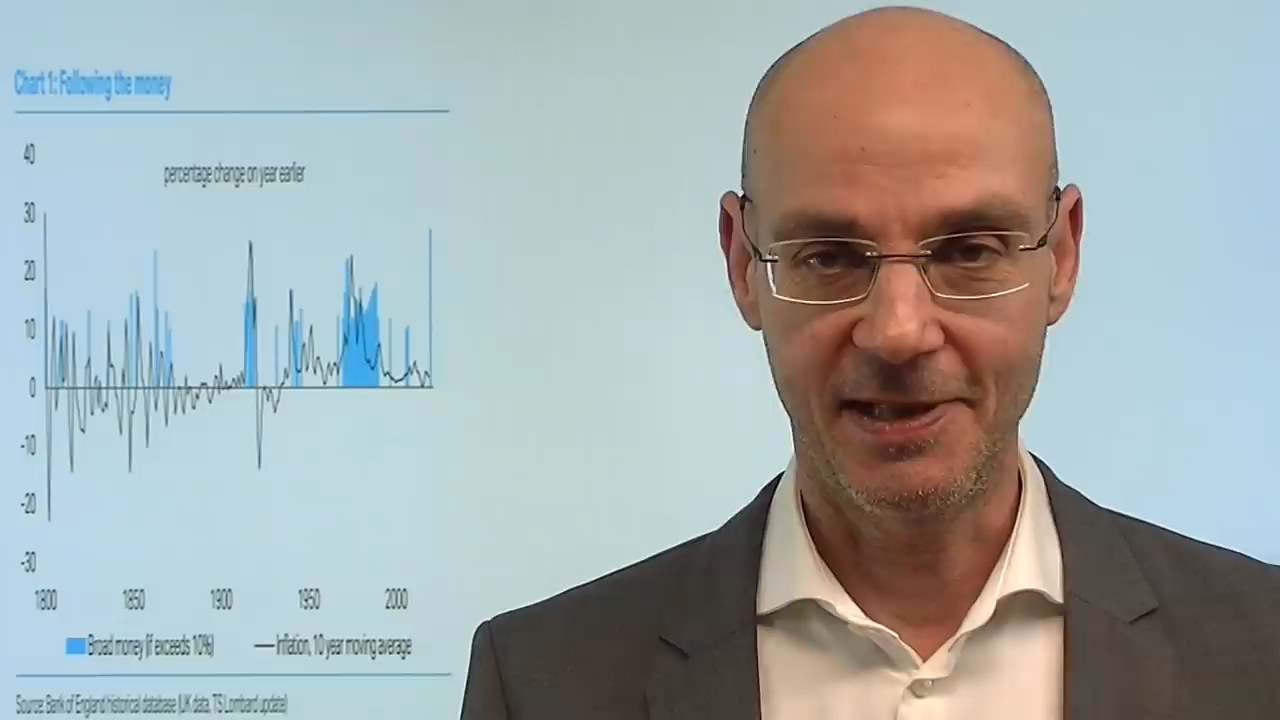 Chart 1: Following the money
percentage change on year earlier
40
30
20
10
0
-10
-20
-30
1800 1850 1900 1950 2000
Broad money (if exceeds 10%) Inflation, 10 year moving average
Source: Bank of England historical database (UK data, TS Lombard update)